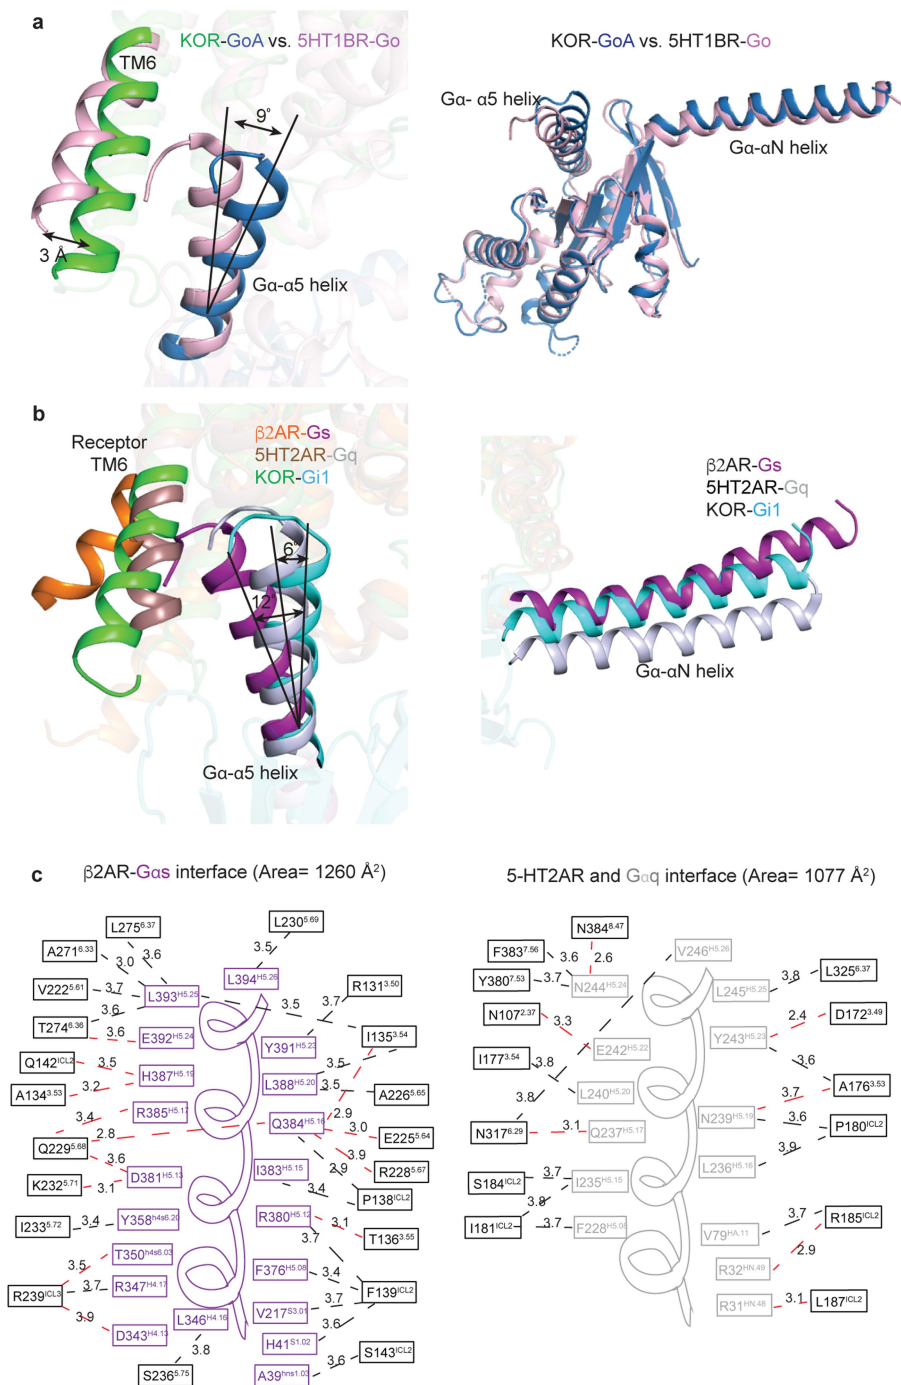 a
KOR-GoA vs. 5HT1BR-Go
TM6
9°
3 Å
Gα-α5 helix
KOR-GoA vs. 5HT1BR-Go
Gα- α5 helix
Gα-αN helix
b
Receptor
TM6
β2AR-Gs
5HT2AR-Gq
KOR-Gi1
6°
12°
Gα-α5 helix
β2AR-Gs
5HT2AR-Gq
KOR-Gi1
Gα-αN helix
c
β2AR-Gαs interface (Area= 1260 Å²)
L275^6.37
L230^5.69
A271^6.33
3.0
3.6
3.5
V222^5.61
3.7
L393^H5.25
L394^H5.26
R131^3.50
T274^6.36
3.6
3.5
3.7
3.6
E392^H5.24
Y391^H5.23
I135^3.54
Q142^ICL2
3.5
H387^H5.19
L388^H5.20
3.5
A134^3.53
3.2
3.5
A226^5.65
R385^H5.17
2.9
3.4
Q384^H5.16
3.0
E225^5.64
Q229^5.68
2.8
3.9
R228^5.67
3.6
2.9
K232^5.71
3.1
D381^H5.13
I383^H5.15
3.4
P138^ICL2
I233^5.72
3.4
Y358^h4s6.20
R380^H5.12
3.1
T136^3.55
3.7
T350^h4s6.03
3.5
R239^ICL3
3.7
R347^H4.17
F376^H5.08
3.4
F139^ICL2
3.9
3.7
V217^S3.01
D343^H4.13
L346^H4.16
3.6
H41^S1.02
S143^ICL2
3.8
3.6
S236^5.75
A39^hns1.03
5-HT2AR and Gαq interface (Area= 1077 Å²)
N384^8.47
F383^7.56
3.6
2.6
V246^H5.26
Y380^7.53
3.7
N244^H5.24
L245^H5.25
3.8
L325^6.37
N107^2.37
3.3
2.4
D172^3.49
E242^H5.22
Y243^H5.23
I177^3.54
3.8
3.6
L240^H5.20
3.7
A176^3.53
3.8
N239^H5.19
3.6
P180^ICL2
N317^6.29
3.1
Q237^H5.17
3.9
S184^ICL2
3.7
I235^H5.15
L236^H5.16
3.8
I181^ICL2
3.7
F228^H5.08
3.7
R185^ICL2
V79^HA.11
2.9
R32^HN.49
3.1
L187^ICL2
R31^HN.48